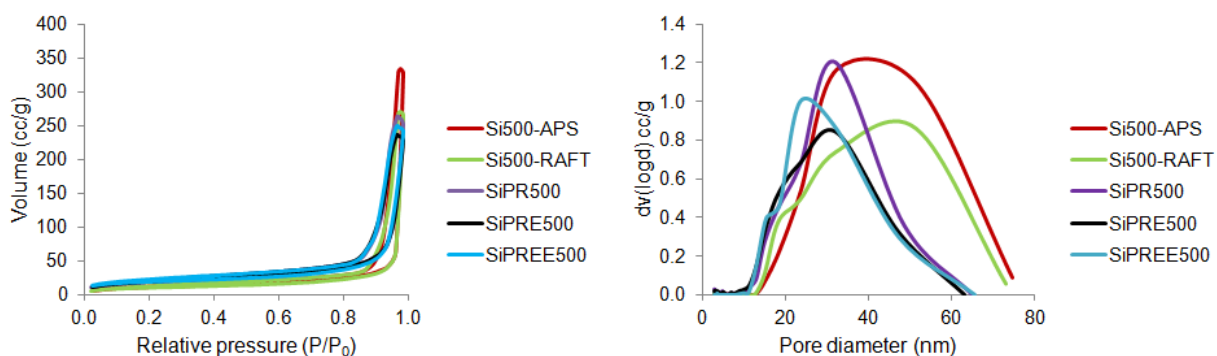 Volume (cc/g)
400
350
300
250
200
150
100
50
0
0.0 0.2 0.4 0.6 0.8 1.0
Relative pressure (P/P0)
Si500-APS
Si500-RAFT
SiPR500
SiPRE500
SiPREE500
dv(logd) cc/g
1.4
1.2
1.0
0.8
0.6
0.4
0.2
0.0
0 20 40 60 80
Pore diameter (nm)
Si500-APS
Si500-RAFT
SiPR500
SiPRE500
SiPREE500